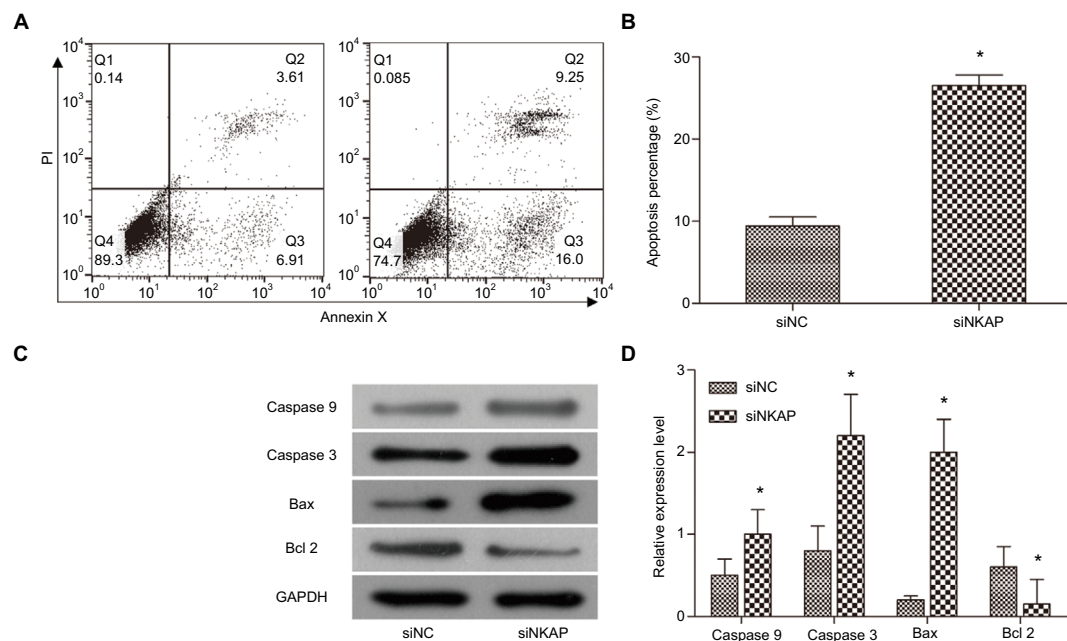 A
PI
10⁴
10³
10²
10¹
10⁰
Q1
0.14
Q2
3.61
Q4
89.3
Q3
6.91
10⁰ 10¹ 10² 10³ 10⁴
10⁴
10³
10²
10¹
10⁰
Q1
0.085
Q2
9.25
Q4
74.7
Q3
16.0
10⁰ 10¹ 10² 10³ 10⁴
Annexin X
B
Apoptosis percentage (%)
30
20
10
0
*
siNC siNKAP
C
Caspase 9
Caspase 3
Bax
Bcl 2
GAPDH
siNC siNKAP
D
Relative expression level
3
2
1
0
siNC
siNKAP
* * * *
Caspase 9 Caspase 3 Bax Bcl 2